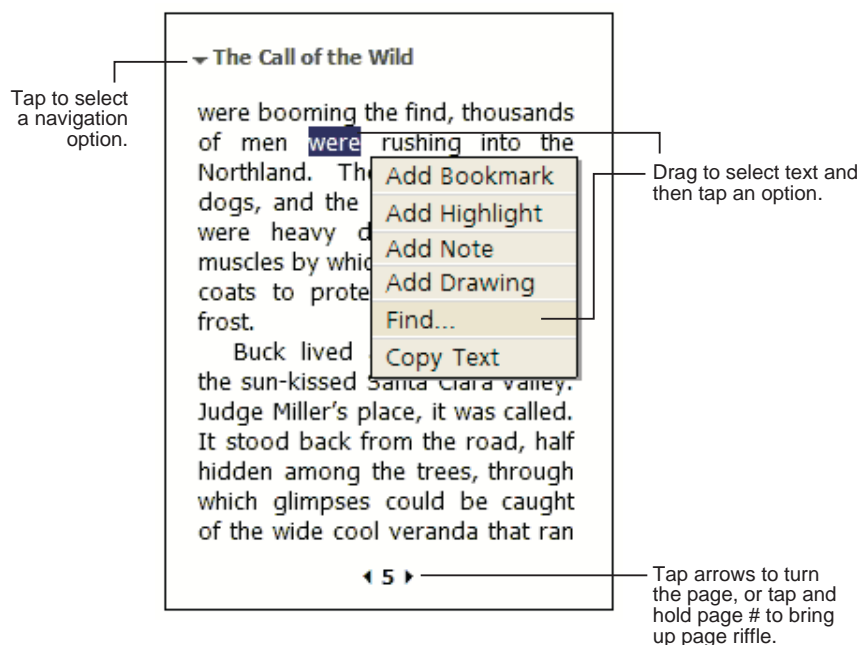 The Call of the Wild
Tap to select
a navigation
option.
were booming the find, thousands
of men were rushing into the
Northland. The
dogs, and the
were heavy d
muscles by whic
coats to prote
frost.
Buck lived
the sun-kissed Santa Clara Valley.
Judge Miller's place, it was called.
It stood back from the road, half
hidden among the trees, through
which glimpses could be caught
of the wide cool veranda that ran
Add Bookmark
Add Highlight
Add Note
Add Drawing
Find...
Copy Text
Drag to select text and
then tap an option.
5
Tap arrows to turn
the page, or tap and
hold page # to bring
up page riffle.